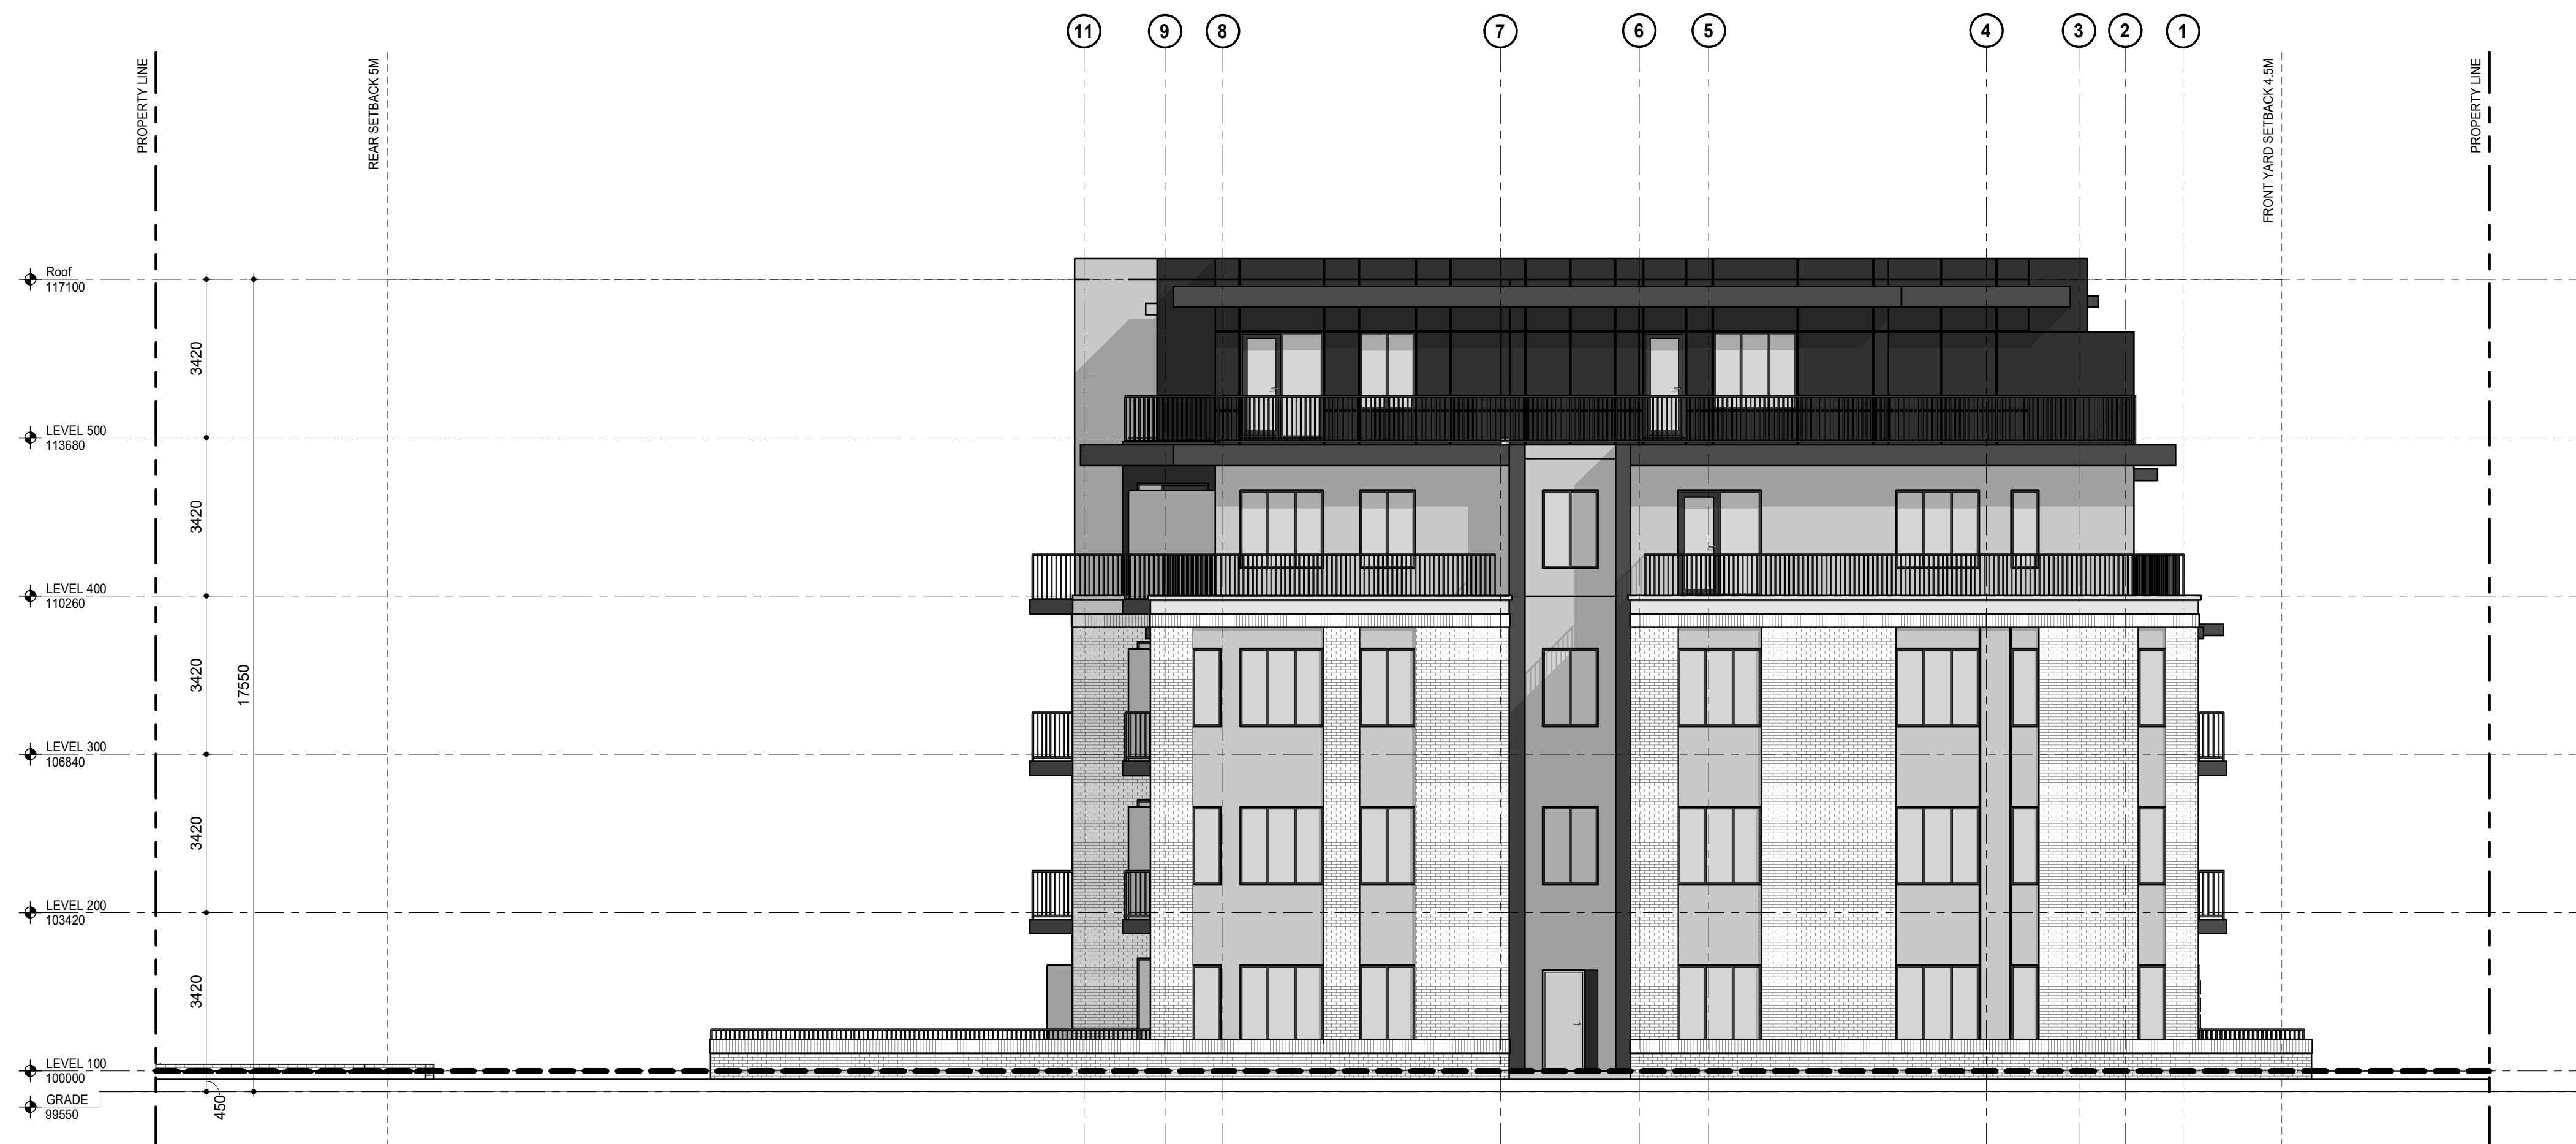 11
9
8
7
6
5
4
3
2
1
PROPERTY LINE
REAR SETBACK 5M
FRONT YARD SETBACK 4.5M
PROPERTY LINE
Roof
117100
3420
LEVEL 500
113680
3420
LEVEL 400
110260
3420
17550
LEVEL 300
106840
3420
LEVEL 200
103420
3420
LEVEL 100
100000
GRADE
99550
450